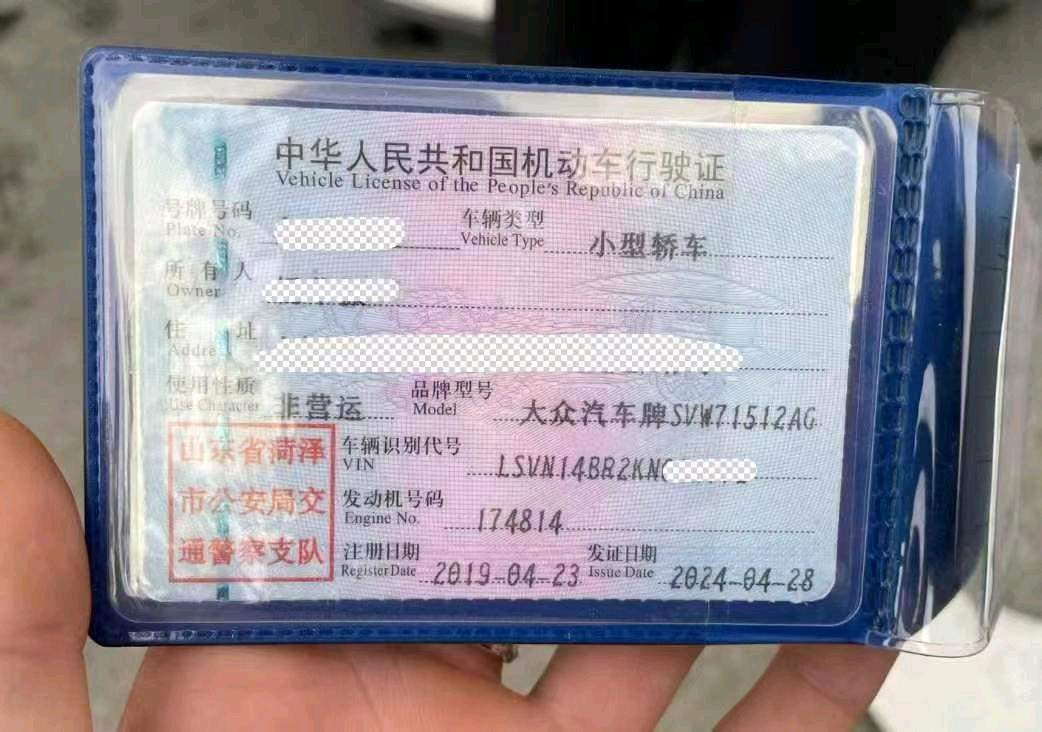 中华人民共和国机动车行驶证
Vehicle License of the People's Republic of China
号牌号码 车辆类型 小型轿车
Plate No. Vehicle Type
所有人
Owner
住 址
Addre
使用性质 非营运 品牌型号 大众汽车牌SVW71512AG
Use Character Model
山东省菏泽
市公安局交
通警察支队
车辆识别代号 LSVN14BR2KN
VIN
发动机号码 174814
Engine No.
注册日期 2019-04-23 发证日期 2024-04-28
Register Date Issue Date